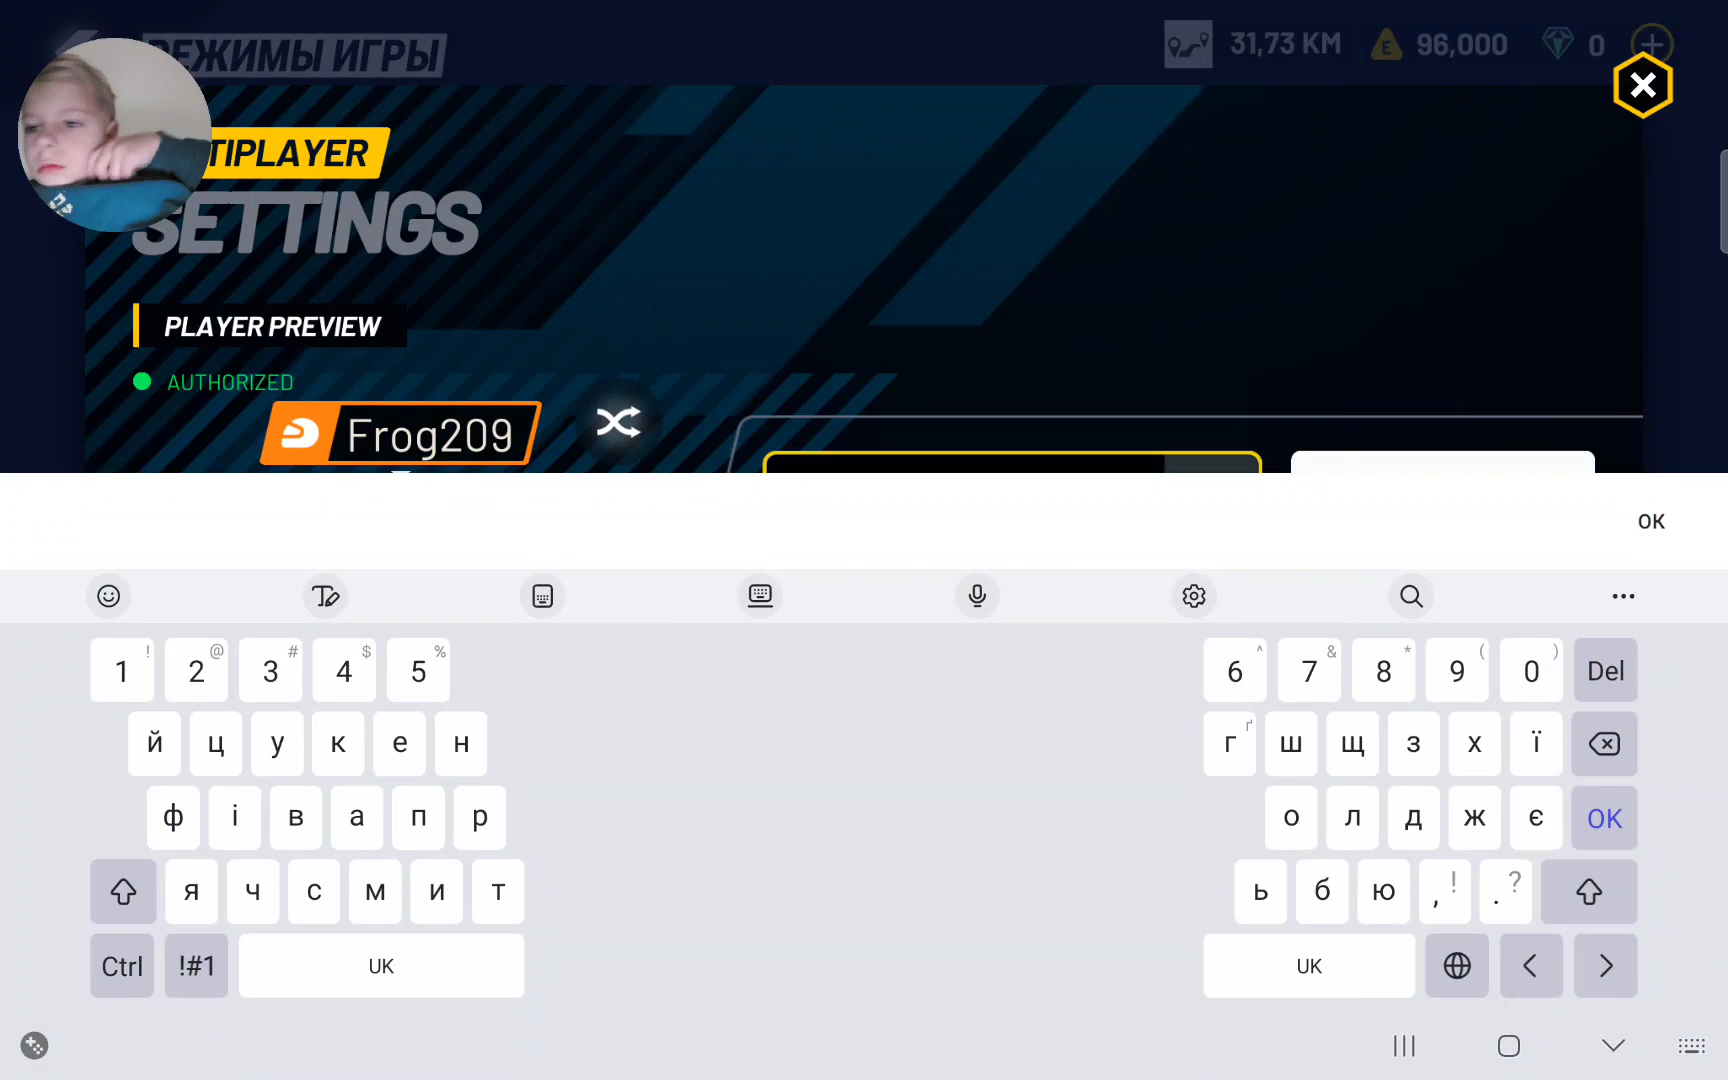 РЕЖИМЫ ИГРЫ
31,73 KM
E
96,000
0
TIPLAYER
SETTINGS
PLAYER PREVIEW
AUTHORIZED
Frog209
ОК
1 ! 2 @ 3 # 4 $ 5 %
6 ^ 7 & 8 * 9 ( 0 ) Del
й ц у к е н
г ґ ш щ з х ї
ф і в а п р
о л д ж є OK
я ч с м и т
ь б ю , ! . ?
Ctrl !#1 UK
UK